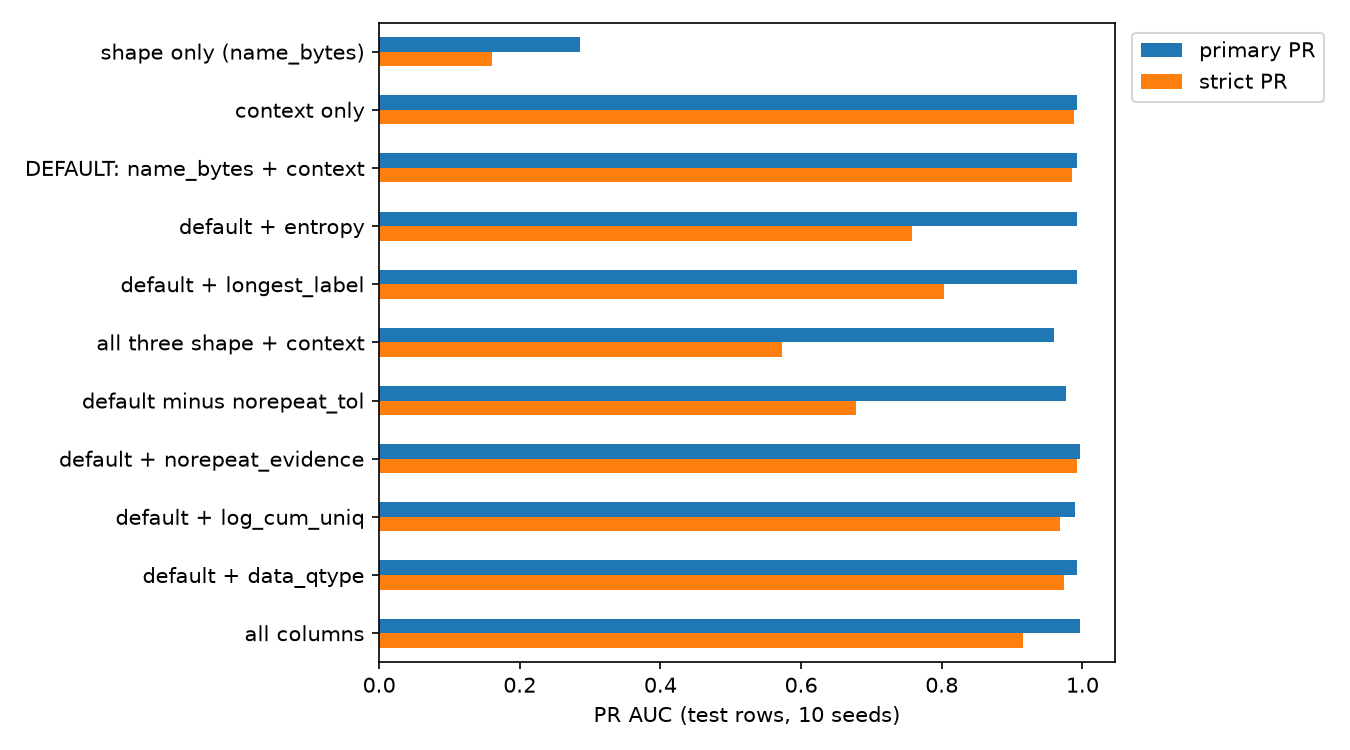 shape only (name_bytes)
context only
DEFAULT: name_bytes + context
default + entropy
default + longest_label
all three shape + context
default minus norepeat_tol
default + norepeat_evidence
default + log_cum_uniq
default + data_qtype
all columns
0.0 0.2 0.4 0.6 0.8 1.0
PR AUC (test rows, 10 seeds)
primary PR
strict PR